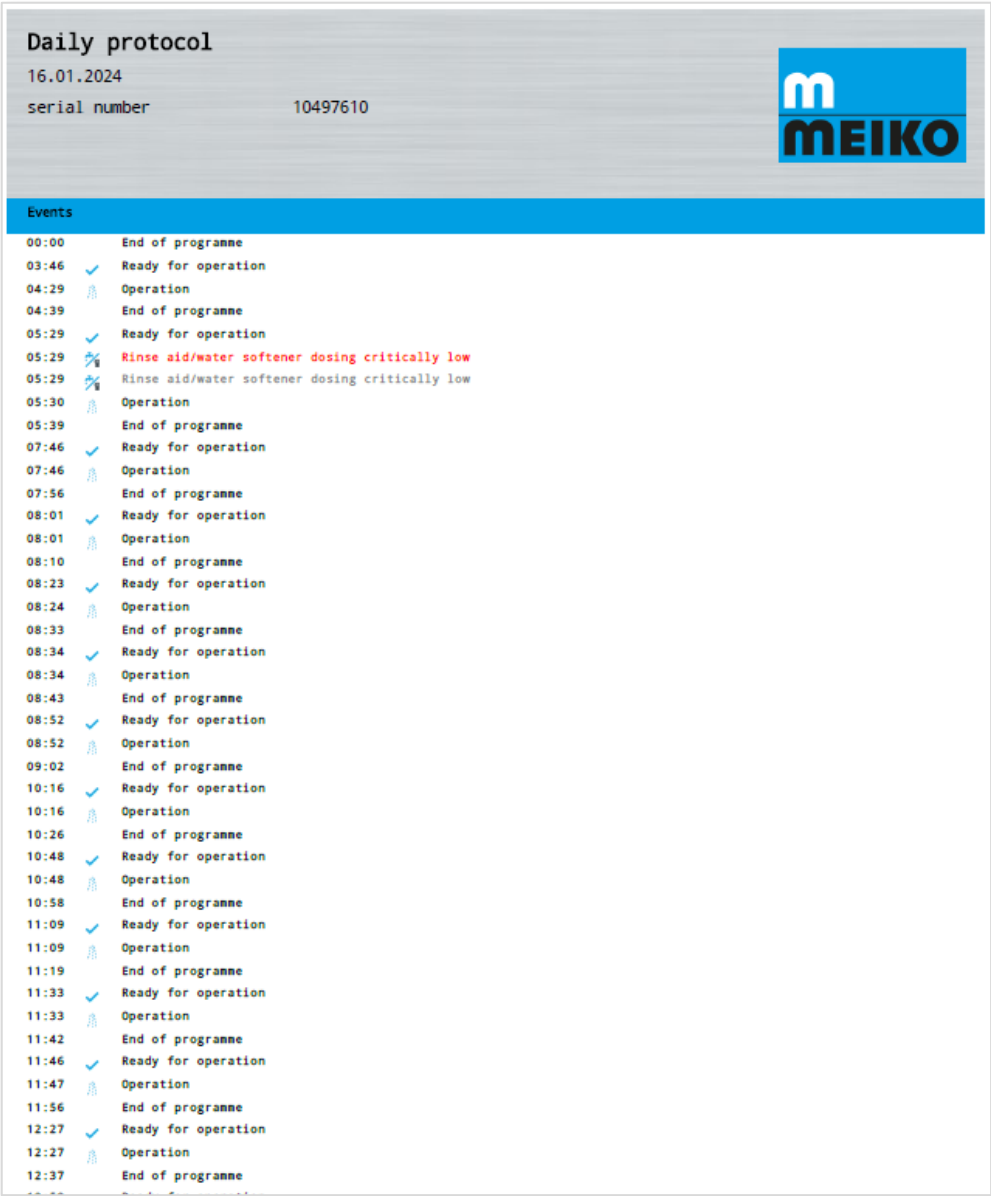 Daily protocol
16.01.2024
serial number 10497610
m
MEIKO
Events
00:00 End of programme
03:46 Ready for operation
04:29 Operation
04:39 End of programme
05:29 Ready for operation
05:29 Rinse aid/water softener dosing critically low
05:29 Rinse aid/water softener dosing critically low
05:30 Operation
05:39 End of programme
07:46 Ready for operation
07:46 Operation
07:56 End of programme
08:01 Ready for operation
08:01 Operation
08:10 End of programme
08:23 Ready for operation
08:24 Operation
08:33 End of programme
08:34 Ready for operation
08:34 Operation
08:43 End of programme
08:52 Ready for operation
08:52 Operation
09:02 End of programme
10:16 Ready for operation
10:16 Operation
10:26 End of programme
10:48 Ready for operation
10:48 Operation
10:58 End of programme
11:09 Ready for operation
11:09 Operation
11:19 End of programme
11:33 Ready for operation
11:33 Operation
11:42 End of programme
11:46 Ready for operation
11:47 Operation
11:56 End of programme
12:27 Ready for operation
12:27 Operation
12:37 End of programme